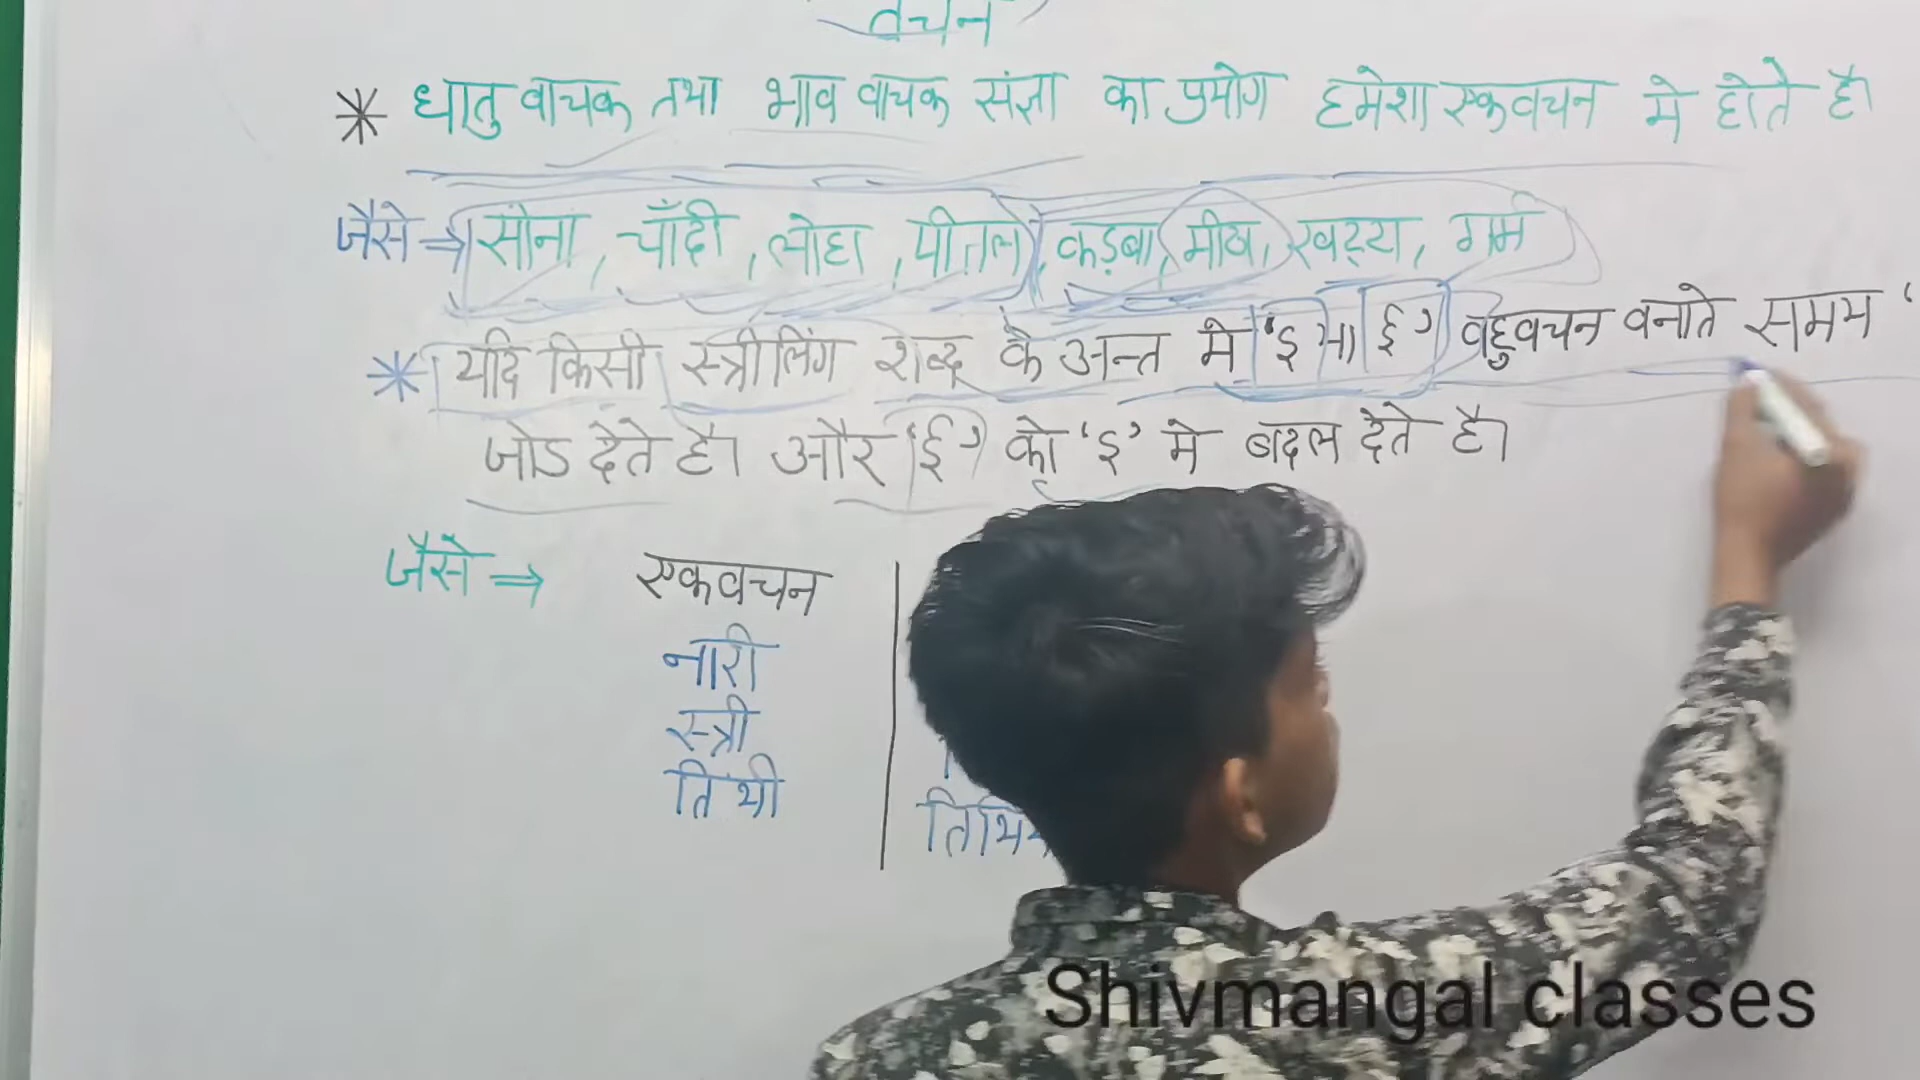 वचन
* धातु वाचक तथा भाव वाचक संज्ञा का प्रयोग हमेशा एकवचन मे होते है।
जैसे → सोना, चाँदी, लोहा, पीतल, कड़बा, मीठा, खट्टा, गर्म
* यदि किसी स्त्रीलिंग शब्द के अन्त मे 'इ या ई' बहुवचन बनाते समय '
जोड देते है। और 'ई' को 'इ' मे बदल देते है।
जैसे → एकवचन
नारी
स्त्री
तिथी
Shivmangal classes